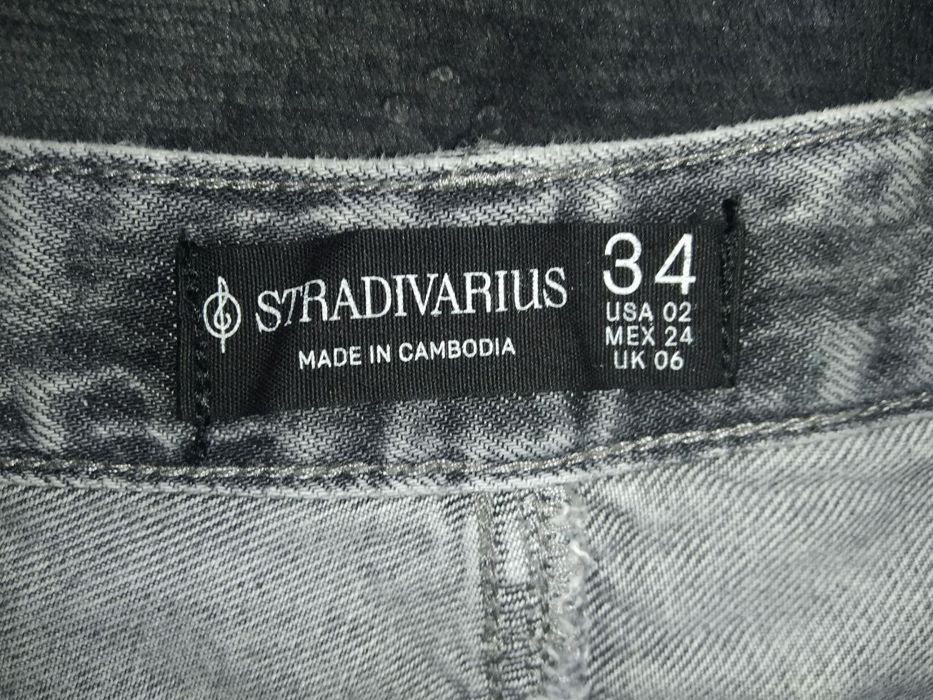 STRADIVARIUS
MADE IN CAMBODIA
34
USA 02
MEX 24
UK 06